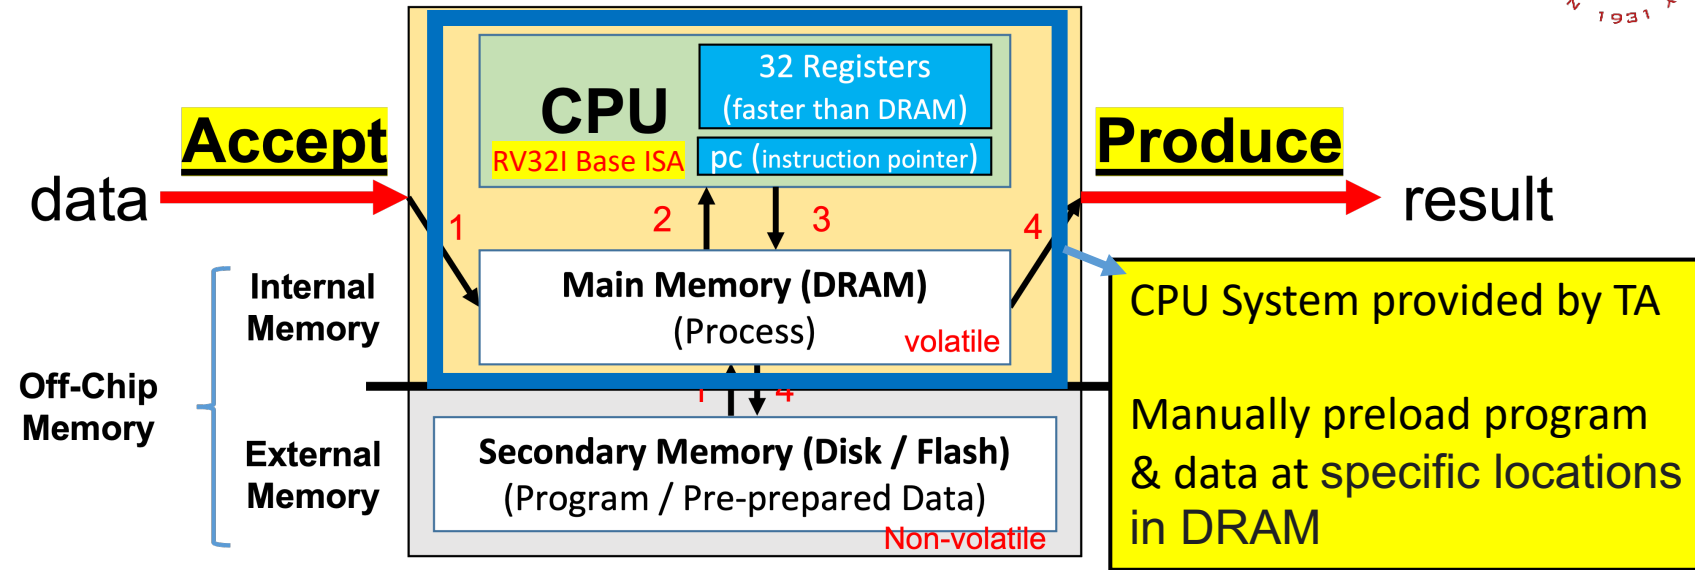 N 1931
32 Registers
(faster than DRAM)
CPU
RV32I Base ISA
pc (instruction pointer)
Accept
data
Produce
result
1
2
3
4
Internal
Memory
Main Memory (DRAM)
(Process)
volatile
Off-Chip
Memory
4
External
Memory
Secondary Memory (Disk / Flash)
(Program / Pre-prepared Data)
Non-volatile
CPU System provided by TA
Manually preload program
& data at specific locations
in DRAM